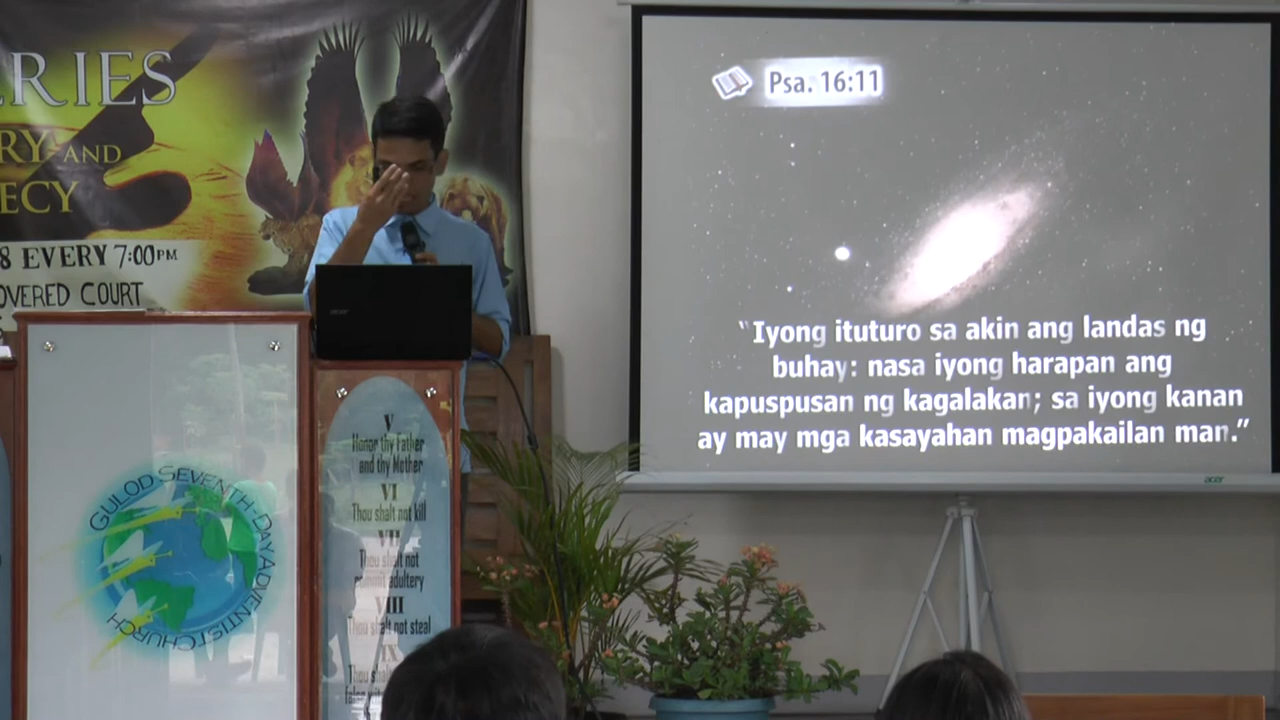 RIES
RY AND
ECY
8 EVERY 7:00PM
OVERED COURT
acer
GULOD SEVENTH-DAY ADVENTIST CHURCH
V
Honor thy Father
and thy Mother
VI
Thou shalt not kill
VII
Thou shalt not
commit adultery
VIII
Thou shalt not steal
IX
Psa. 16:11
"Iyong ituturo sa akin ang landas ng
buhay: nasa iyong harapan ang
kapuspusan ng kagalakan; sa iyong kanan
ay may mga kasayahan magpakailan man."
acer